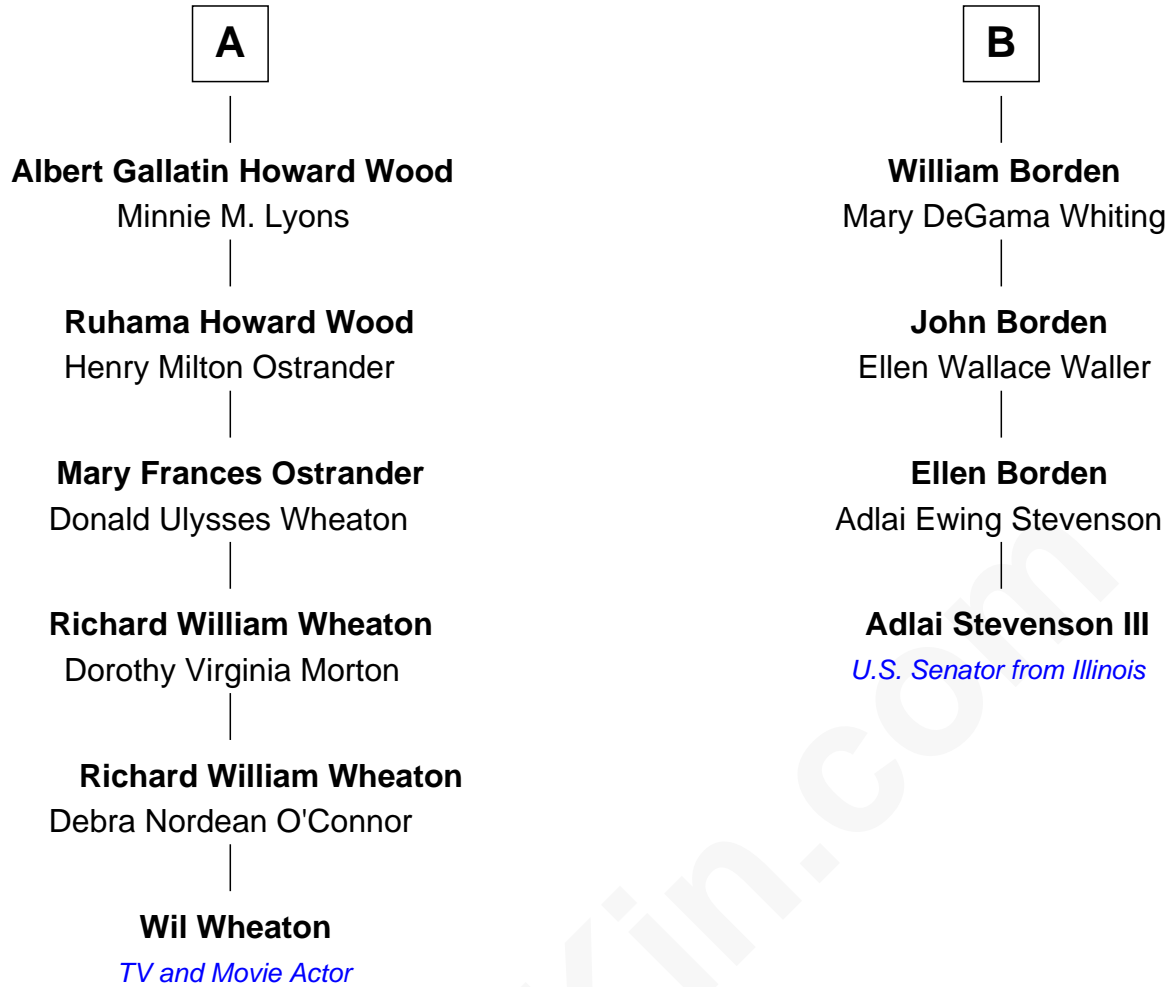 A
Albert Gallatin Howard Wood
Minnie M. Lyons
Ruhama Howard Wood
Henry Milton Ostrander
Mary Frances Ostrander
Donald Ulysses Wheaton
Richard William Wheaton
Dorothy Virginia Morton
Richard William Wheaton
Debra Nordean O'Connor
Wil Wheaton
TV and Movie Actor
B
William Borden
Mary DeGama Whiting
John Borden
Ellen Wallace Waller
Ellen Borden
Adlai Ewing Stevenson
Adlai Stevenson III
U.S. Senator from Illinois